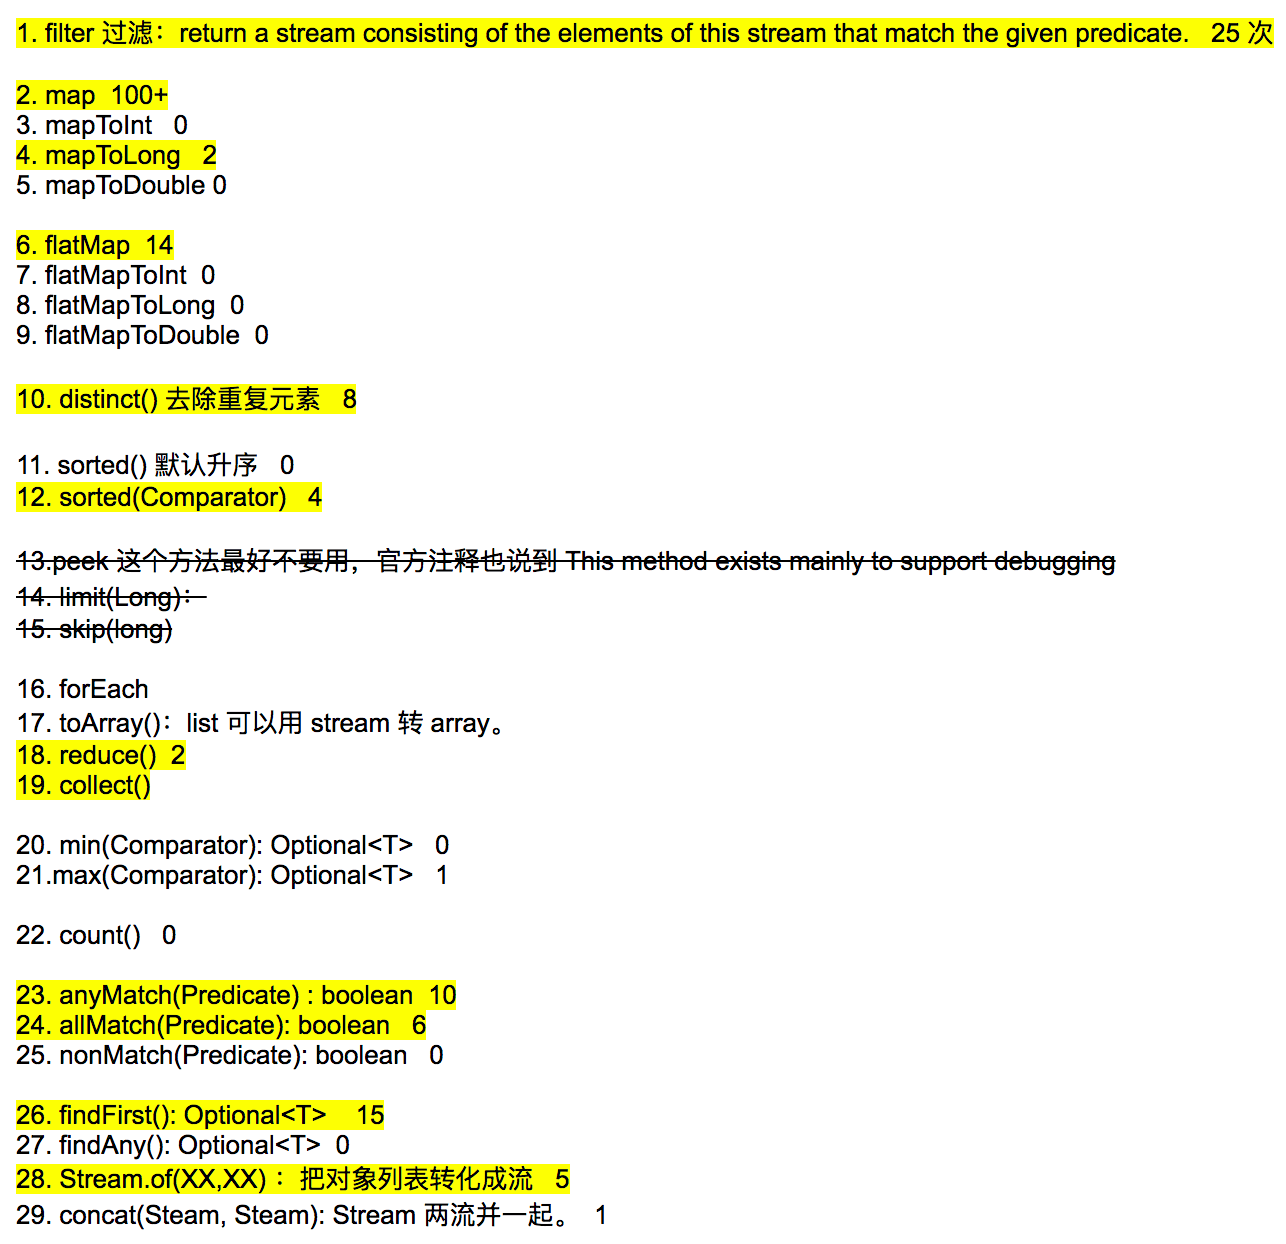 1. filter 过滤：return a stream consisting of the elements of this stream that match the given predicate. 25 次
2. map 100+
3. mapToInt 0
4. mapToLong 2
5. mapToDouble 0
6. flatMap 14
7. flatMapToInt 0
8. flatMapToLong 0
9. flatMapToDouble 0
10. distinct() 去除重复元素 8
11. sorted() 默认升序 0
12. sorted(Comparator) 4
13.peek 这个方法最好不要用，官方注释也说到 This method exists mainly to support debugging
14. limit(Long)：
15. skip(long)
16. forEach
17. toArray()：list 可以用 stream 转 array。
18. reduce() 2
19. collect()
20. min(Comparator): Optional<T> 0
21.max(Comparator): Optional<T> 1
22. count() 0
23. anyMatch(Predicate) : boolean 10
24. allMatch(Predicate): boolean 6
25. nonMatch(Predicate): boolean 0
26. findFirst(): Optional<T> 15
27. findAny(): Optional<T> 0
28. Stream.of(XX,XX) ： 把对象列表转化成流 5
29. concat(Steam, Steam): Stream 两流并一起。 1